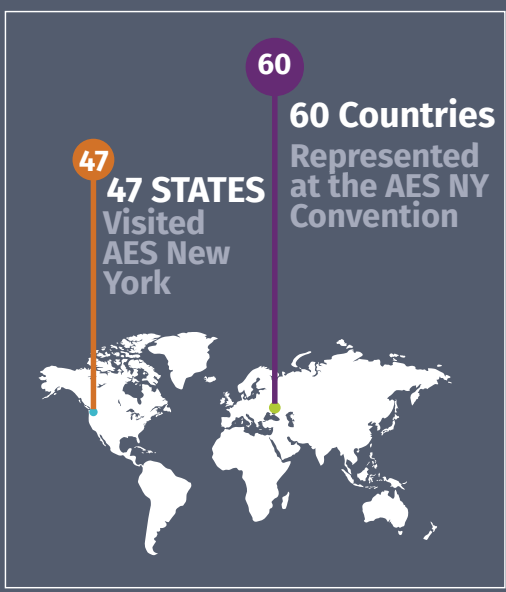 60
60 Countries
Represented
at the AES NY
Convention
47
47 STATES
Visited
AES New
York